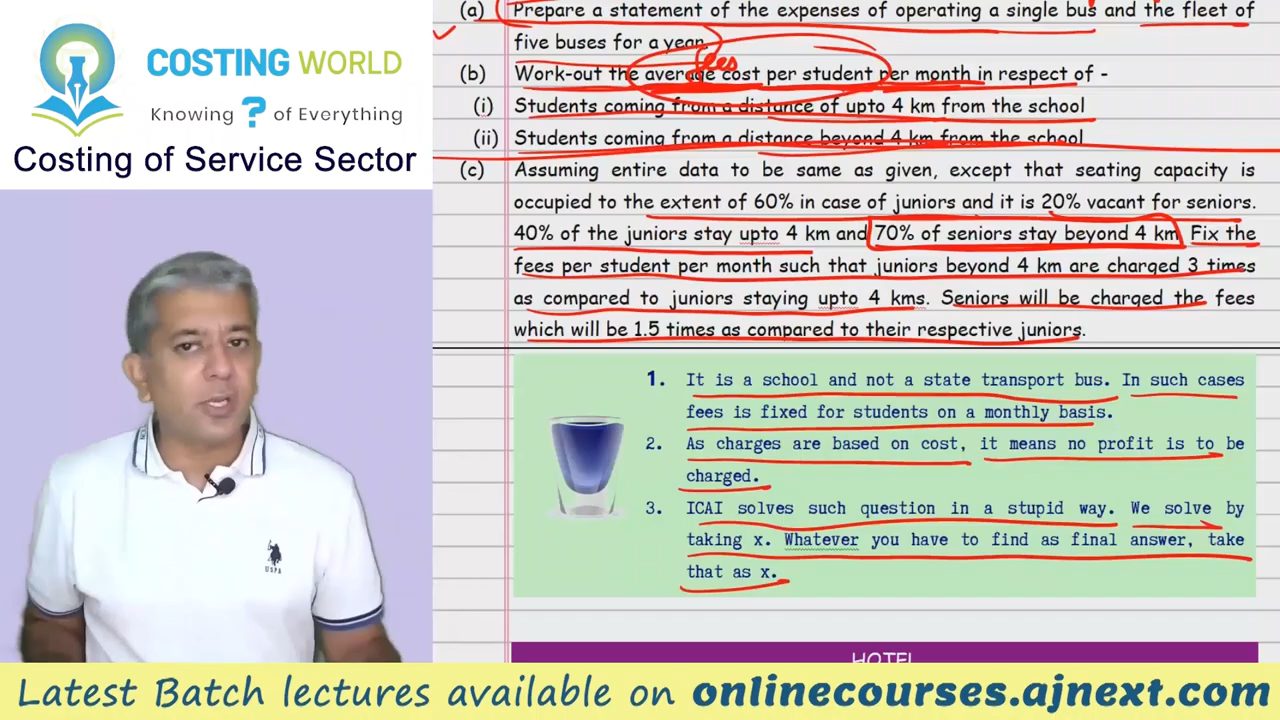 (a) Prepare a statement of the expenses of operating a single bus and the fleet of
five buses for a year.
fees
(b) Work-out the average cost per student per month in respect of -
(i) Students coming from a distance of upto 4 km from the school
(ii) Students coming from a distance beyond 4 km from the school
(c) Assuming entire data to be same as given, except that seating capacity is
occupied to the extent of 60% in case of juniors and it is 20% vacant for seniors.
40% of the juniors stay upto 4 km and 70% of seniors stay beyond 4 km. Fix the
fees per student per month such that juniors beyond 4 km are charged 3 times
as compared to juniors staying upto 4 kms. Seniors will be charged the fees
which will be 1.5 times as compared to their respective juniors.
1. It is a school and not a state transport bus. In such cases
fees is fixed for students on a monthly basis.
2. As charges are based on cost, it means no profit is to be
charged.
3. ICAI solves such question in a stupid way. We solve by
taking x. Whatever you have to find as final answer, take
that as x.
HOTEL
COSTING WORLD
Knowing ? of Everything
Costing of Service Sector
USPA
Latest Batch lectures available on onlinecourses.ajnext.com